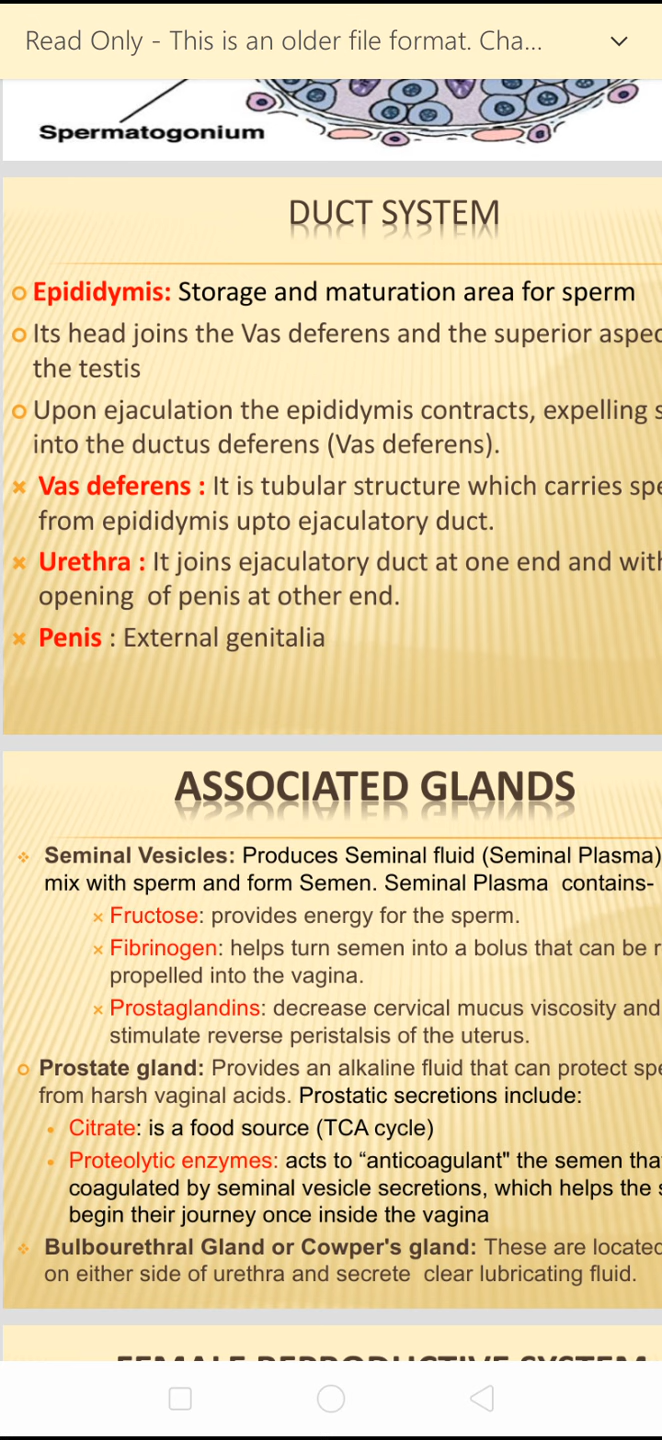 Read Only - This is an older file format. Cha...
Spermatogonium
DUCT SYSTEM
Epididymis: Storage and maturation area for sperm
Its head joins the Vas deferens and the superior
the testis
Upon ejaculation the epididymis contracts, expelling
into the ductus deferens (Vas deferens).
Vas deferens : It is tubular structure which carries
from epididymis upto ejaculatory duct.
Urethra : It joins ejaculatory duct at one end and
opening of penis at other end.
Penis : External genitalia
ASSOCIATED GLANDS
Seminal Vesicles: Produces Seminal fluid (Seminal Plasma)
mix with sperm and form Semen. Seminal Plasma contains-
Fructose: provides energy for the sperm.
Fibrinogen: helps turn semen into a bolus that can be
propelled into the vagina.
Prostaglandins: decrease cervical mucus viscosity and
stimulate reverse peristalsis of the uterus.
Prostate gland: Provides an alkaline fluid that can protect
from harsh vaginal acids. Prostatic secretions include:
Citrate: is a food source (TCA cycle)
Proteolytic enzymes: acts to “anticoagulant" the semen
coagulated by seminal vesicle secretions, which helps the
begin their journey once inside the vagina
Bulbourethral Gland or Cowper's gland: These are
on either side of urethra and secrete clear lubricating fluid.
FEMALE REPRODUCTIVE SYSTEM